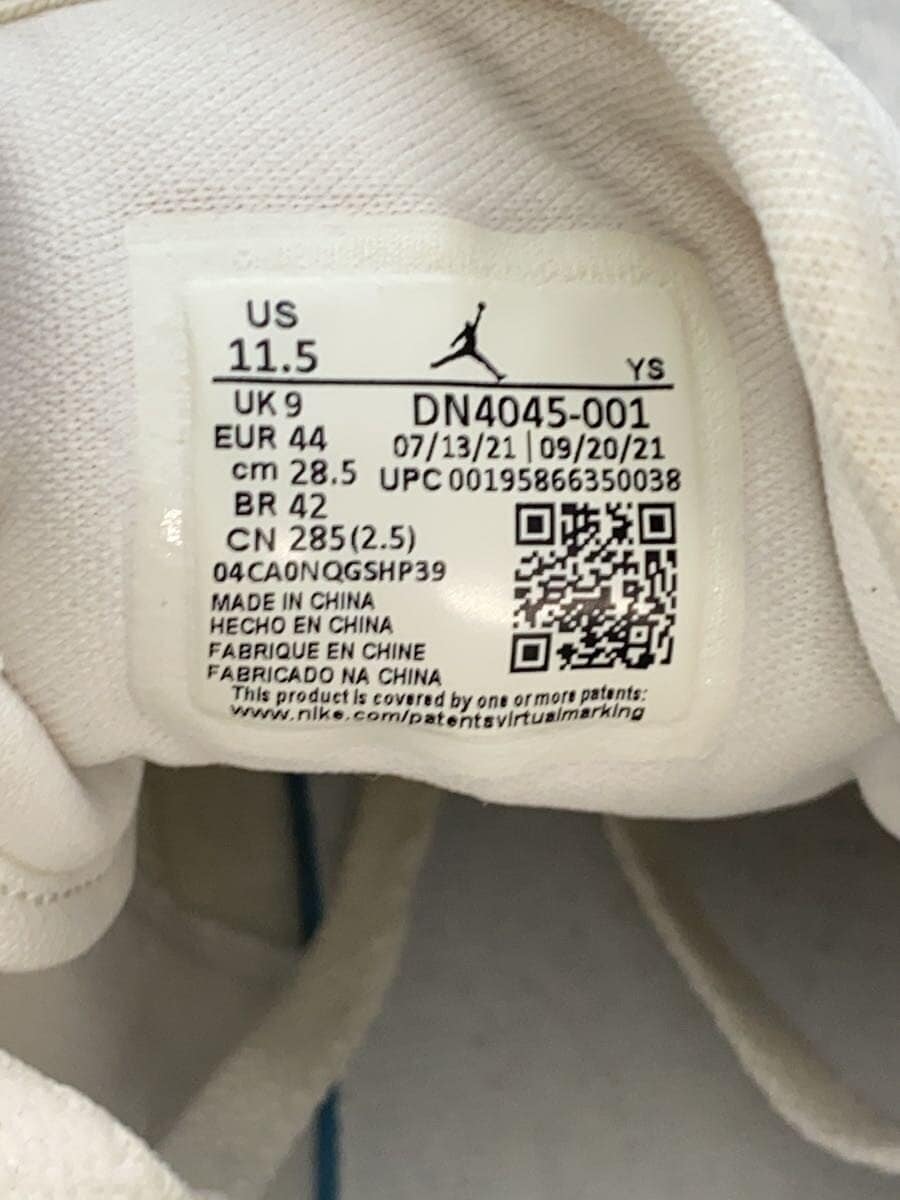 US
11.5
YS
UK 9
EUR 44
cm 28.5
BR 42
CN 285(2.5)
DN4045-001
07/13/21 | 09/20/21
UPC 00195866350038
04CA0NQGSHP39
MADE IN CHINA
HECHO EN CHINA
FABRIQUE EN CHINE
FABRICADO NA CHINA
This product is covered by one or more patents:
www.nike.com/patentsvirtualmarking